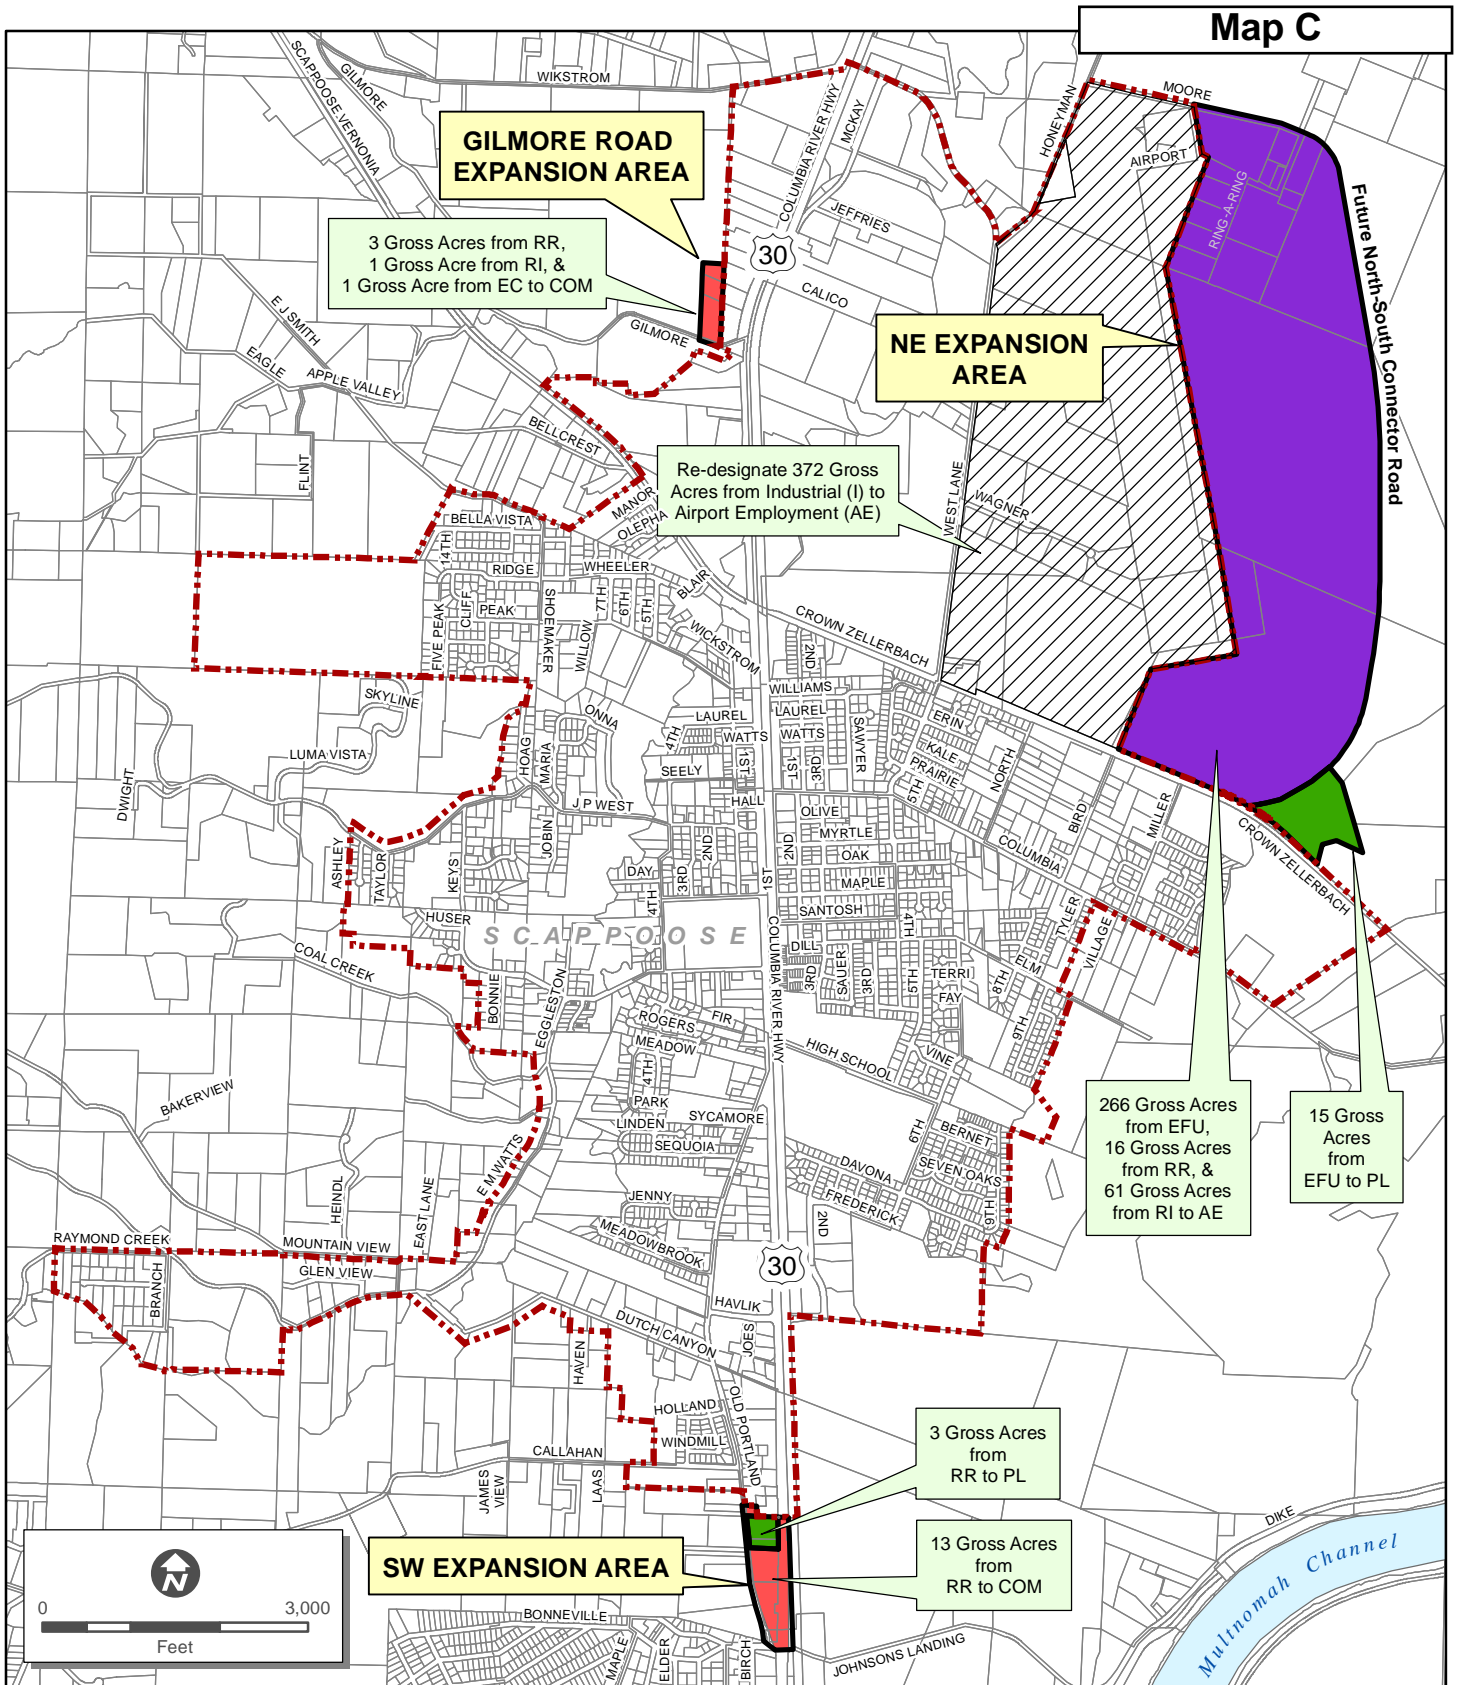 Map C
WIKSTROM
SCAPPOOSE VERNONIA
GILMORE
COLUMBIA RIVER HWY
MCKAY
HONEYMAN
MOORE
AIRPORT
RING-A-RING
Future North-South Connector Road
GILMORE ROAD
EXPANSION AREA
3 Gross Acres from RR,
1 Gross Acre from RI, &
1 Gross Acre from EC to COM
JEFFRIES
30
CALICO
GILMORE
E J SMITH
EAGLE
APPLE VALLEY
NE EXPANSION
AREA
BELLCREST
FLINT
Re-designate 372 Gross
Acres from Industrial (I) to
Airport Employment (AE)
WEST LANE
WAGNER
MANOR
OLEPHA
BELLA VISTA
14TH
RIDGE
WHEELER
BLAIR
FIVE PEAK
CLIFF
PEAK
SHOEMAKER
WILLOW
7TH
6TH
5TH
WICKSTROM
CROWN ZELLERBACH
2ND
WILLIAMS
SKYLINE
ONNA
LAUREL
LAUREL
ERIN
4TH
WATTS
WATTS
SAWYER
KALE
LUMA VISTA
HOAG
MARIA
SEELY
1ST
1ST
3RD
PRAIRIE
5TH
NORTH
DWIGHT
J P WEST
HALL
OLIVE
BIRD
MILLER
MYRTLE
CROWN ZELLERBACH
JOBIN
2ND
2ND
OAK
COLUMBIA
ASHLEY
TAYLOR
KEYS
DAY
3RD
1ST
MAPLE
4TH
SANTOSH
HUSER
SCAPPOOSE
4TH
TYLER
VILLAGE
COAL CREEK
DILL
ELM
3RD
SAUER
3RD
5TH
TERRI
8TH
FAY
BONNIE
EGGLESTON
COLUMBIA RIVER HWY
ROGERS
FIR
9TH
MEADOW
HIGH SCHOOL
VINE
4TH
BAKERVIEW
PARK
SYCAMORE
LINDEN
SEQUOIA
6TH
BERNET
266 Gross Acres
from EFU,
16 Gross Acres
from RR, &
61 Gross Acres
from RI to AE
15 Gross
Acres
from
EFU to PL
E M WATTS
DAVONA
SEVEN OAKS
HEINDL
EAST LANE
JENNY
FREDERICK
9TH
2ND
MEADOWBROOK
RAYMOND CREEK
MOUNTAIN VIEW
GLEN VIEW
30
BRANCH
HAVLIK
DUTCH CANYON
JOES
HAVEN
OLD PORTLAND
HOLLAND
WINDMILL
3 Gross Acres
from
RR to PL
CALLAHAN
JAMES
VIEW
LAAS
DIKE
13 Gross Acres
from
RR to COM
SW EXPANSION AREA
Multnomah Channel
N
0 3,000
Feet
BONNEVILLE
MAPLE
ELDER
BIRCH
JOHNSONS LANDING